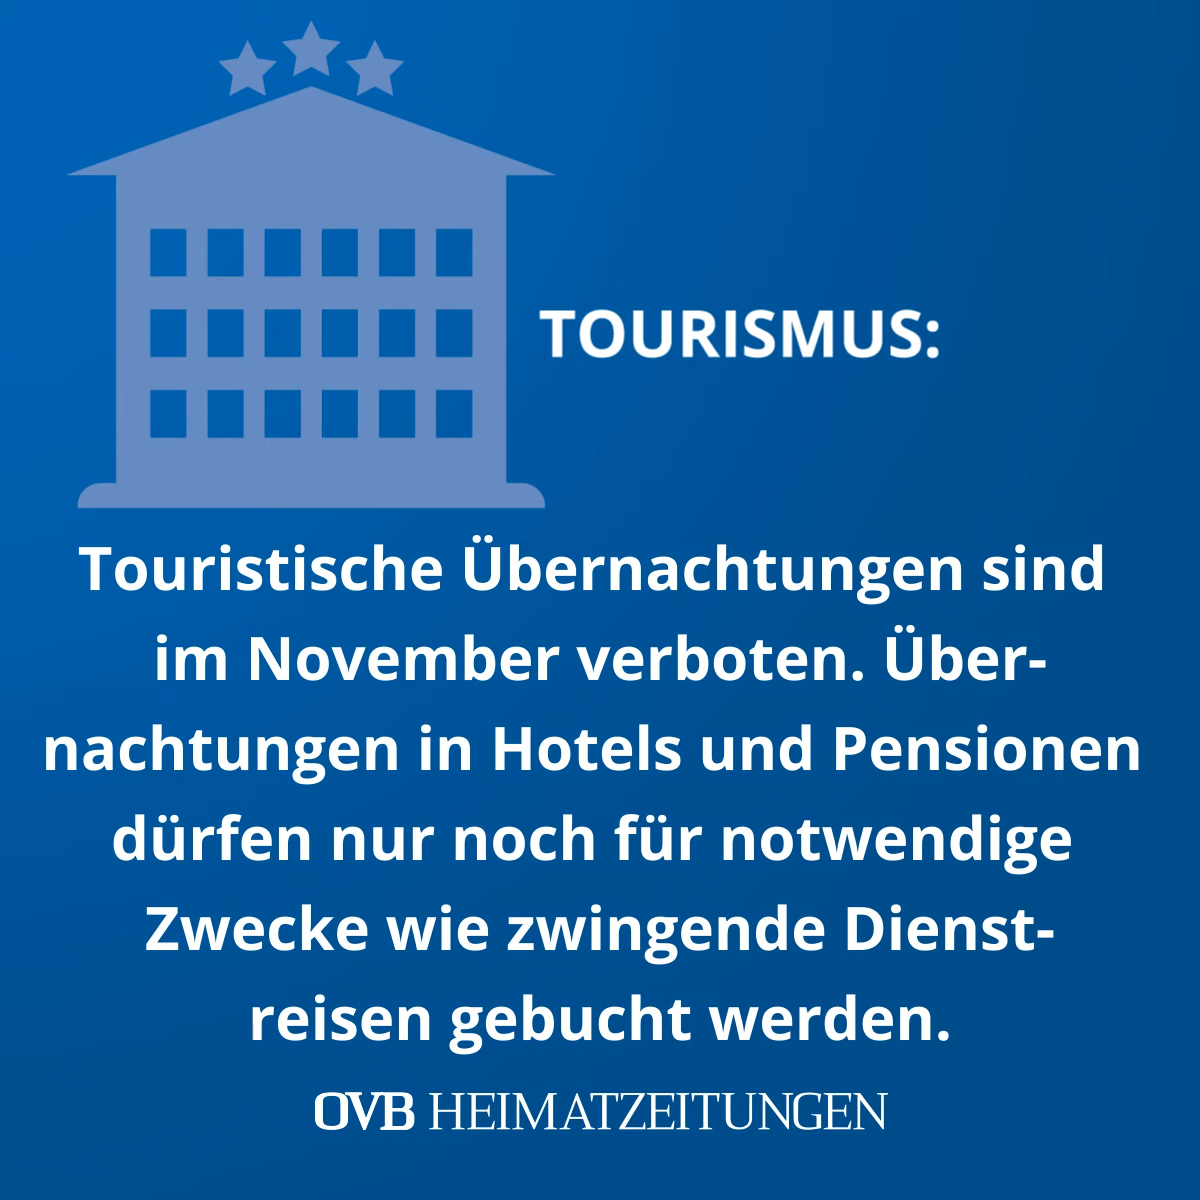 TOURISMUS:
Touristische Übernachtungen sind
im November verboten. Über-
nachtungen in Hotels und Pensionen
dürfen nur noch für notwendige
Zwecke wie zwingende Dienst-
reisen gebucht werden.
OVB HEIMATZEITUNGEN